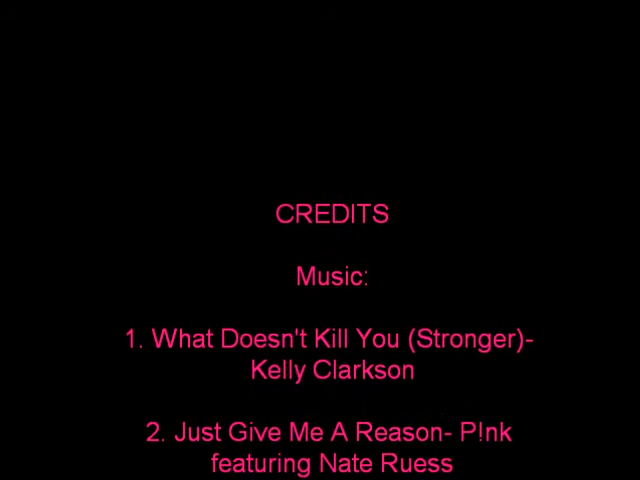 CREDITS
Music:
1. What Doesn't Kill You (Stronger)-
Kelly Clarkson
2. Just Give Me A Reason- P!nk
featuring Nate Ruess